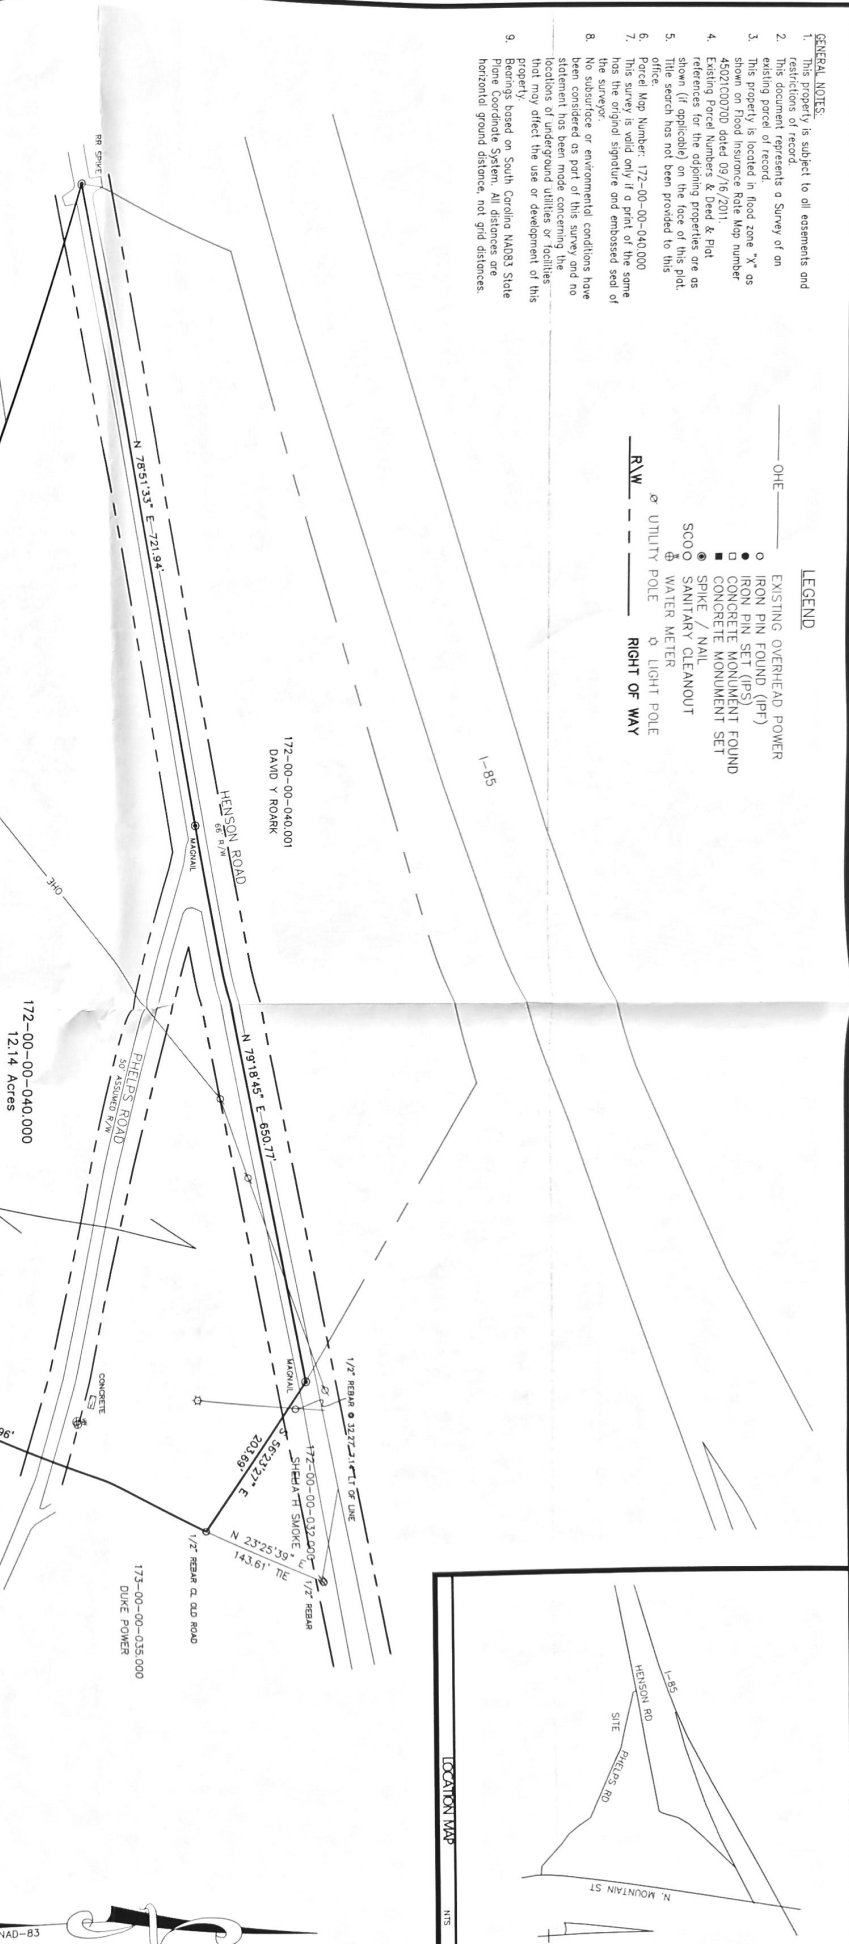 GENERAL NOTES:
1. This property is subject to all easements and
restrictions of record.
2. This document represents a Survey of an
existing parcel of record.
3. This property is located in flood zone "X" as
shown on Flood Insurance Rate Map number
45021C0070D dated 09/16/2011.
4. Existing Parcel Numbers & Deed & Plat
references for the adjoining properties are as
shown (if applicable) on the face of this plat.
5. Title search has not been provided to this
office.
6. Parcel Map Number: 172-00-00-040.000
7. This survey is valid only if a print of the same
has the original signature and embossed seal of
the surveyor.
8. No subsurface or environmental conditions have
been considered as part of this survey and no
statement has been made concerning the
locations of underground utilities or facilities
that may affect the use or development of this
property.
9. Bearings based on South Carolina NAD83 State
Plane Coordinate System. All distances are
horizontal ground distance, not grid distances.
LEGEND
OHE EXISTING OVERHEAD POWER
IRON PIN FOUND (IPF)
IRON PIN SET (IPS)
CONCRETE MONUMENT FOUND
CONCRETE MONUMENT SET
SPIKE / NAIL
SCO SANITARY CLEANOUT
W WATER METER
UTILITY POLE LIGHT POLE
R\W RIGHT OF WAY
I-85
RR SPIKE
N 78°51'33" E 721.94'
172-00-00-040.001
DAVID Y ROARK
HENSON ROAD
66' R/W
MAGNAIL
OHE
N 79°18'45" E 650.77'
PHELPS ROAD
50' ASSUMED R/W
172-00-00-040.000
12.14 Acres
1/2" REBAR @ 32.27' 7.14' LT OF LINE
MAGNAIL
172-00-00-032.000
SHELIA H SMOKE
S 56°23'27" E
203.69'
N 23°25'39" E
143.61' TIE
1/2" REBAR
1/2" REBAR CL OLD ROAD
CONCRETE
W
96'
173-00-00-035.000
DUKE POWER
I-85
HENSON RD
SITE
PHELPS RD
N. MOUNTAIN ST
LOCATION MAP NTS
NAD-83